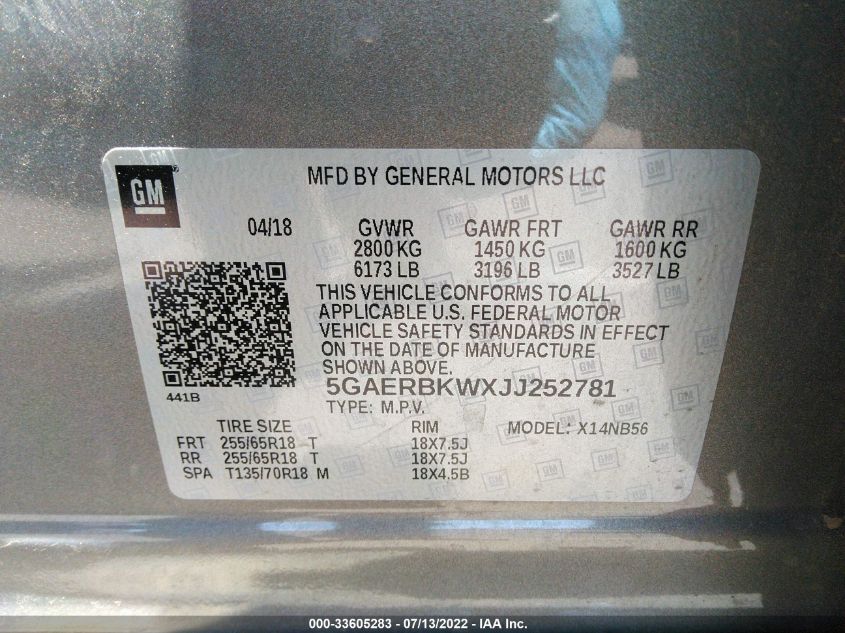 GM
MFD BY GENERAL MOTORS LLC
04/18 GVWR GAWR FRT GAWR RR
2800 KG 1450 KG 1600 KG
6173 LB 3196 LB 3527 LB
THIS VEHICLE CONFORMS TO ALL
APPLICABLE U.S. FEDERAL MOTOR
VEHICLE SAFETY STANDARDS IN EFFECT
ON THE DATE OF MANUFACTURE
SHOWN ABOVE.
441B
5GAERBKWXJJ252781
TYPE: M.P.V.
TIRE SIZE RIM MODEL: X14NB56
FRT 255/65R18 T 18X7.5J
RR 255/65R18 T 18X7.5J
SPA T135/70R18 M 18X4.5B
000-33605283 - 07/13/2022 - IAA Inc.